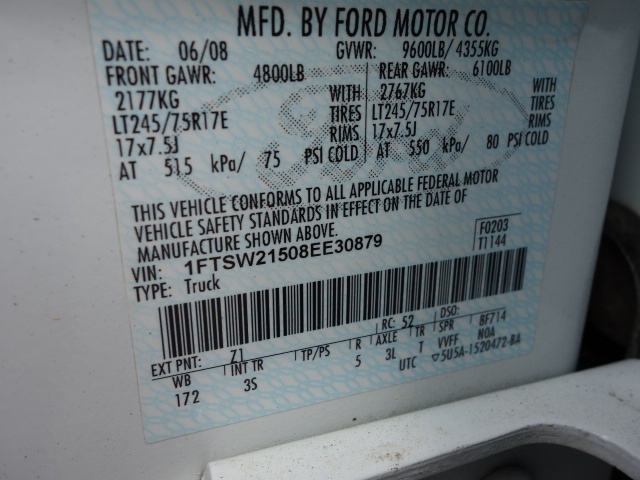 MFD. BY FORD MOTOR CO.
DATE: 06/08 GVWR: 9600LB/ 4355KG
FRONT GAWR: 4800LB REAR GAWR: 6100LB
2177KG WITH 2767KG WITH
LT245/75R17E TIRES LT245/75R17E TIRES
17x7.5J RIMS 17x7.5J RIMS
AT 515 kPa/ 75 PSI COLD AT 550 kPa/ 80 PSI COLD
THIS VEHICLE CONFORMS TO ALL APPLICABLE FEDERAL MOTOR
VEHICLE SAFETY STANDARDS IN EFFECT ON THE DATE OF
MANUFACTURE SHOWN ABOVE.
VIN: 1FTSW21508EE30879 F0203
TYPE: Truck T1144
EXT PNT: Z1 RC: 52 DSO:
WB INT TR TP/PS R AXLE TR SPR BF714
172 3S 5 3L T VVFF N0A
UTC ▽5U5A-1520472-BA